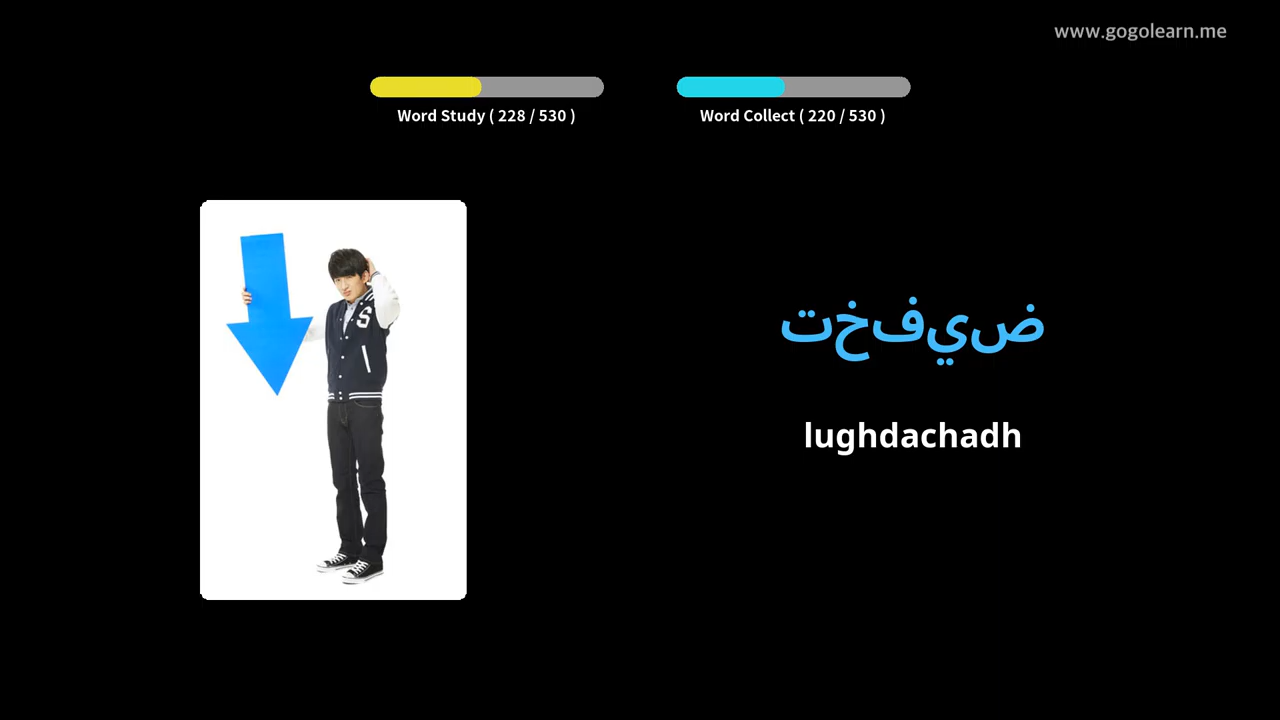 www.gogolearn.me
Word Study ( 228 / 530 )
Word Collect ( 220 / 530 )
S
تخفيض
lughdachadh